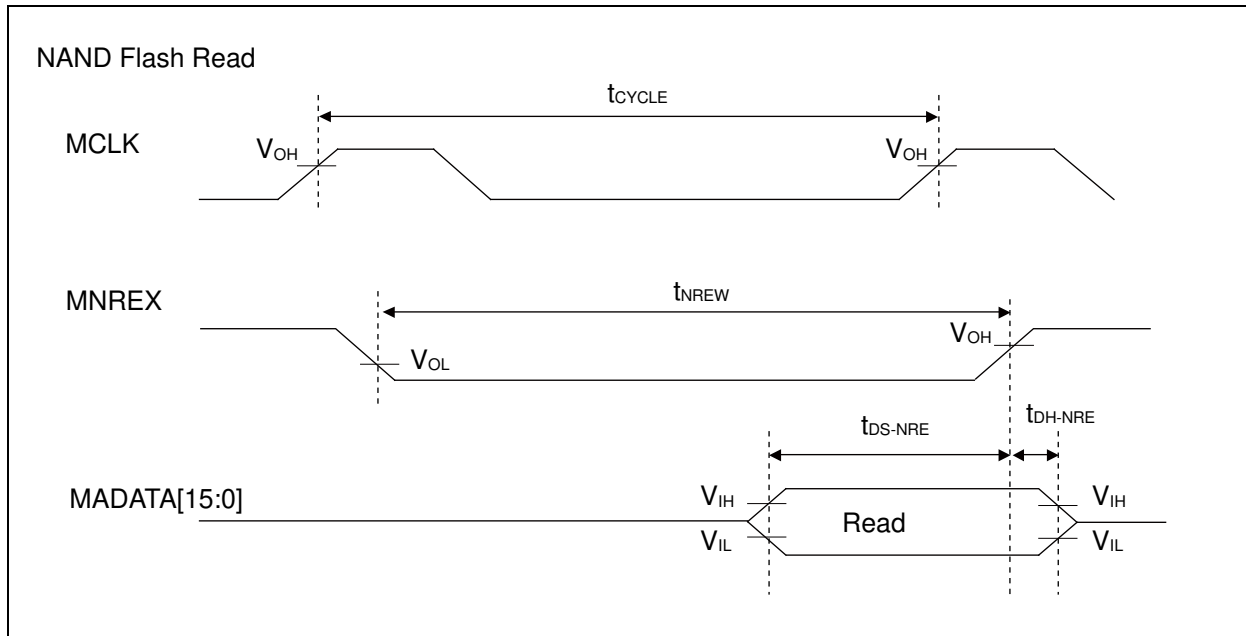 NAND Flash Read
tCYCLE
MCLK
VOH
VOH
MNREX
tNREW
VOH
VOL
tDS-NRE
tDH-NRE
MADATA[15:0]
VIH
VIH
Read
VIL
VIL